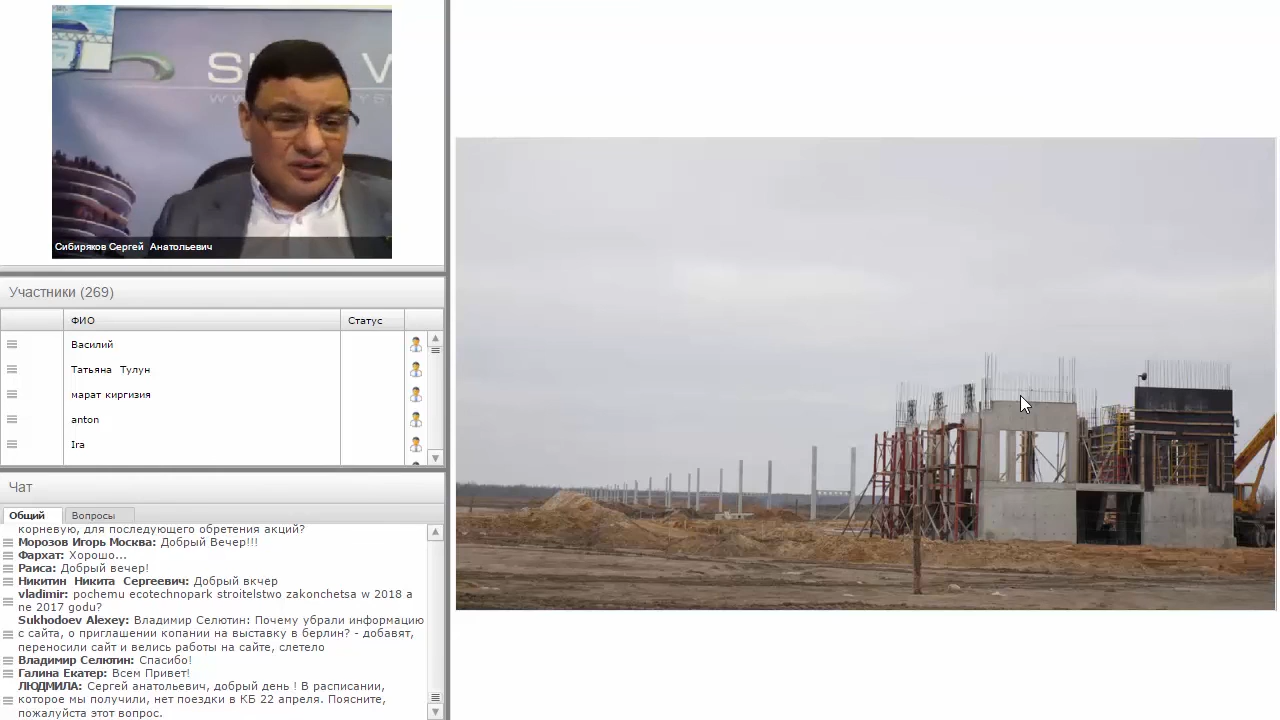 Сибиряков Сергей Анатольевич
Участники (269)
ФИО
Статус
Василий
Татьяна Тулун
марат киргизия
anton
Ira
Чат
Общий
Вопросы
корневую, для последующего обретения акций?
Морозов Игорь Москва: Добрый Вечер!!!
Фархат: Хорошо...
Раиса: Добрый вечер!
Никитин Никита Сергеевич: Добрый вкчер
vladimir: pochemu ecotechnopark stroitelstwo zakonchetsa w 2018 a
ne 2017 godu?
Sukhodoev Alexey: Владимир Селютин: Почему убрали информацию
с сайта, о приглашении копании на выставку в берлин? - добавят,
переносили сайт и велись работы на сайте, слетело
Владимир Селютин: Спасибо!
Галина Екатер: Всем Привет!
ЛЮДМИЛА: Сергей анатольевич, добрый день ! В расписании,
которое мы получили, нет поездки в КБ 22 апреля. Поясните,
пожалуйста этот вопрос.